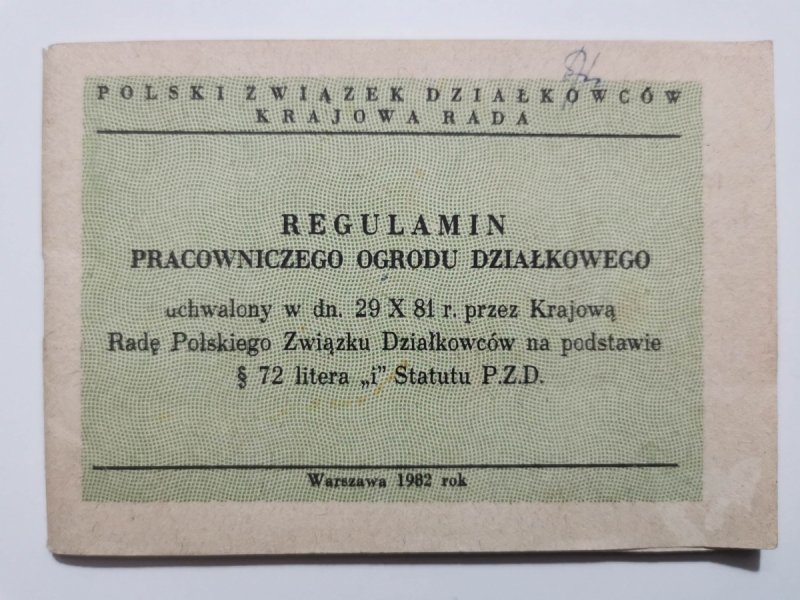 POLSKI ZWIĄZEK DZIAŁKOWCÓW
KRAJOWA RADA
REGULAMIN
PRACOWNICZEGO OGRODU DZIAŁKOWEGO
uchwalony w dn. 29 X 81 r. przez Krajową
Radę Polskiego Związku Działkowców na podstawie
§ 72 litera „i" Statutu P.Z.D.
Warszawa 1982 rok